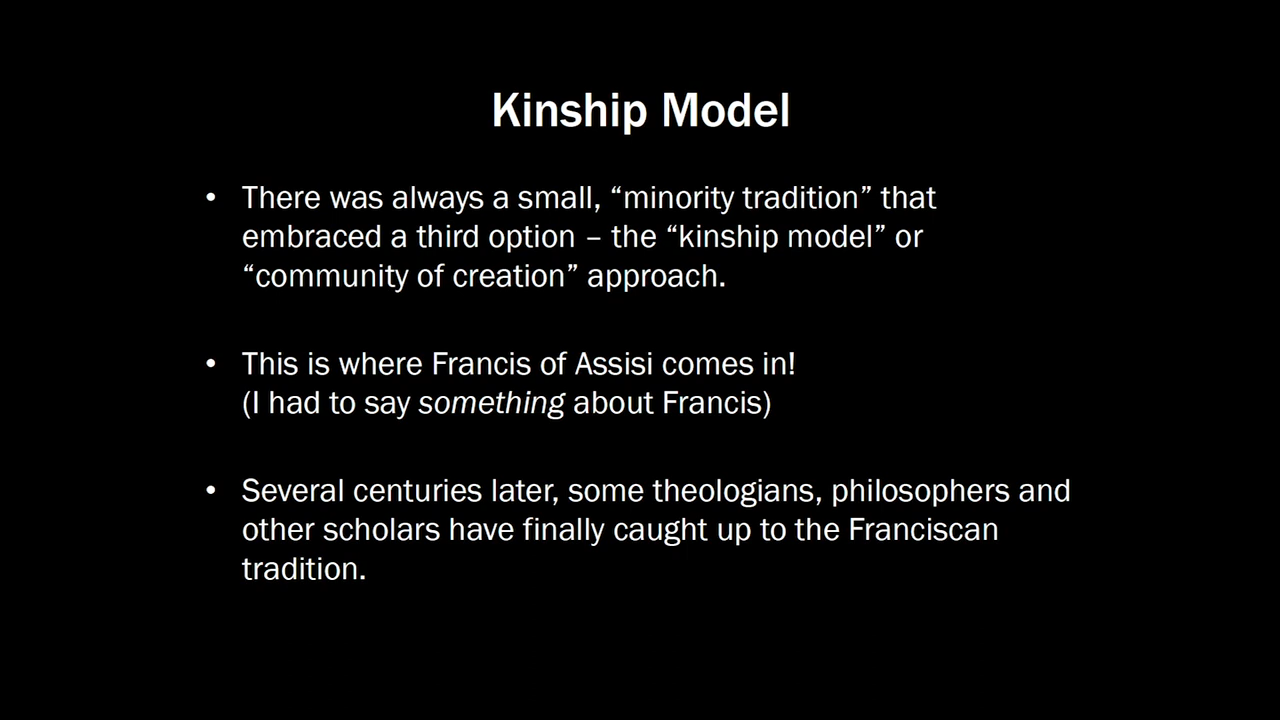 Kinship Model
• There was always a small, “minority tradition” that
embraced a third option – the “kinship model” or
“community of creation” approach.
• This is where Francis of Assisi comes in!
(I had to say something about Francis)
• Several centuries later, some theologians, philosophers and
other scholars have finally caught up to the Franciscan
tradition.